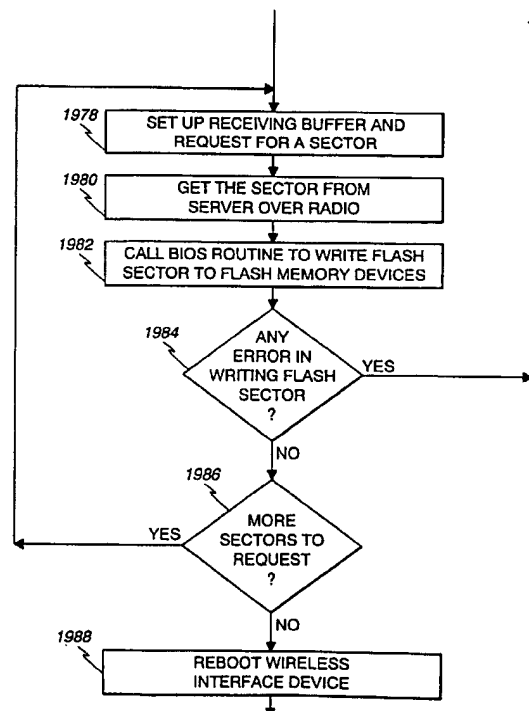 1978
SET UP RECEIVING BUFFER AND
REQUEST FOR A SECTOR
1980
GET THE SECTOR FROM
SERVER OVER RADIO
1982
CALL BIOS ROUTINE TO WRITE FLASH
SECTOR TO FLASH MEMORY DEVICES
1984
ANY
ERROR IN
WRITING FLASH
SECTOR
?
YES
NO
1986
MORE
SECTORS TO
REQUEST
?
YES
NO
1988
REBOOT WIRELESS
INTERFACE DEVICE